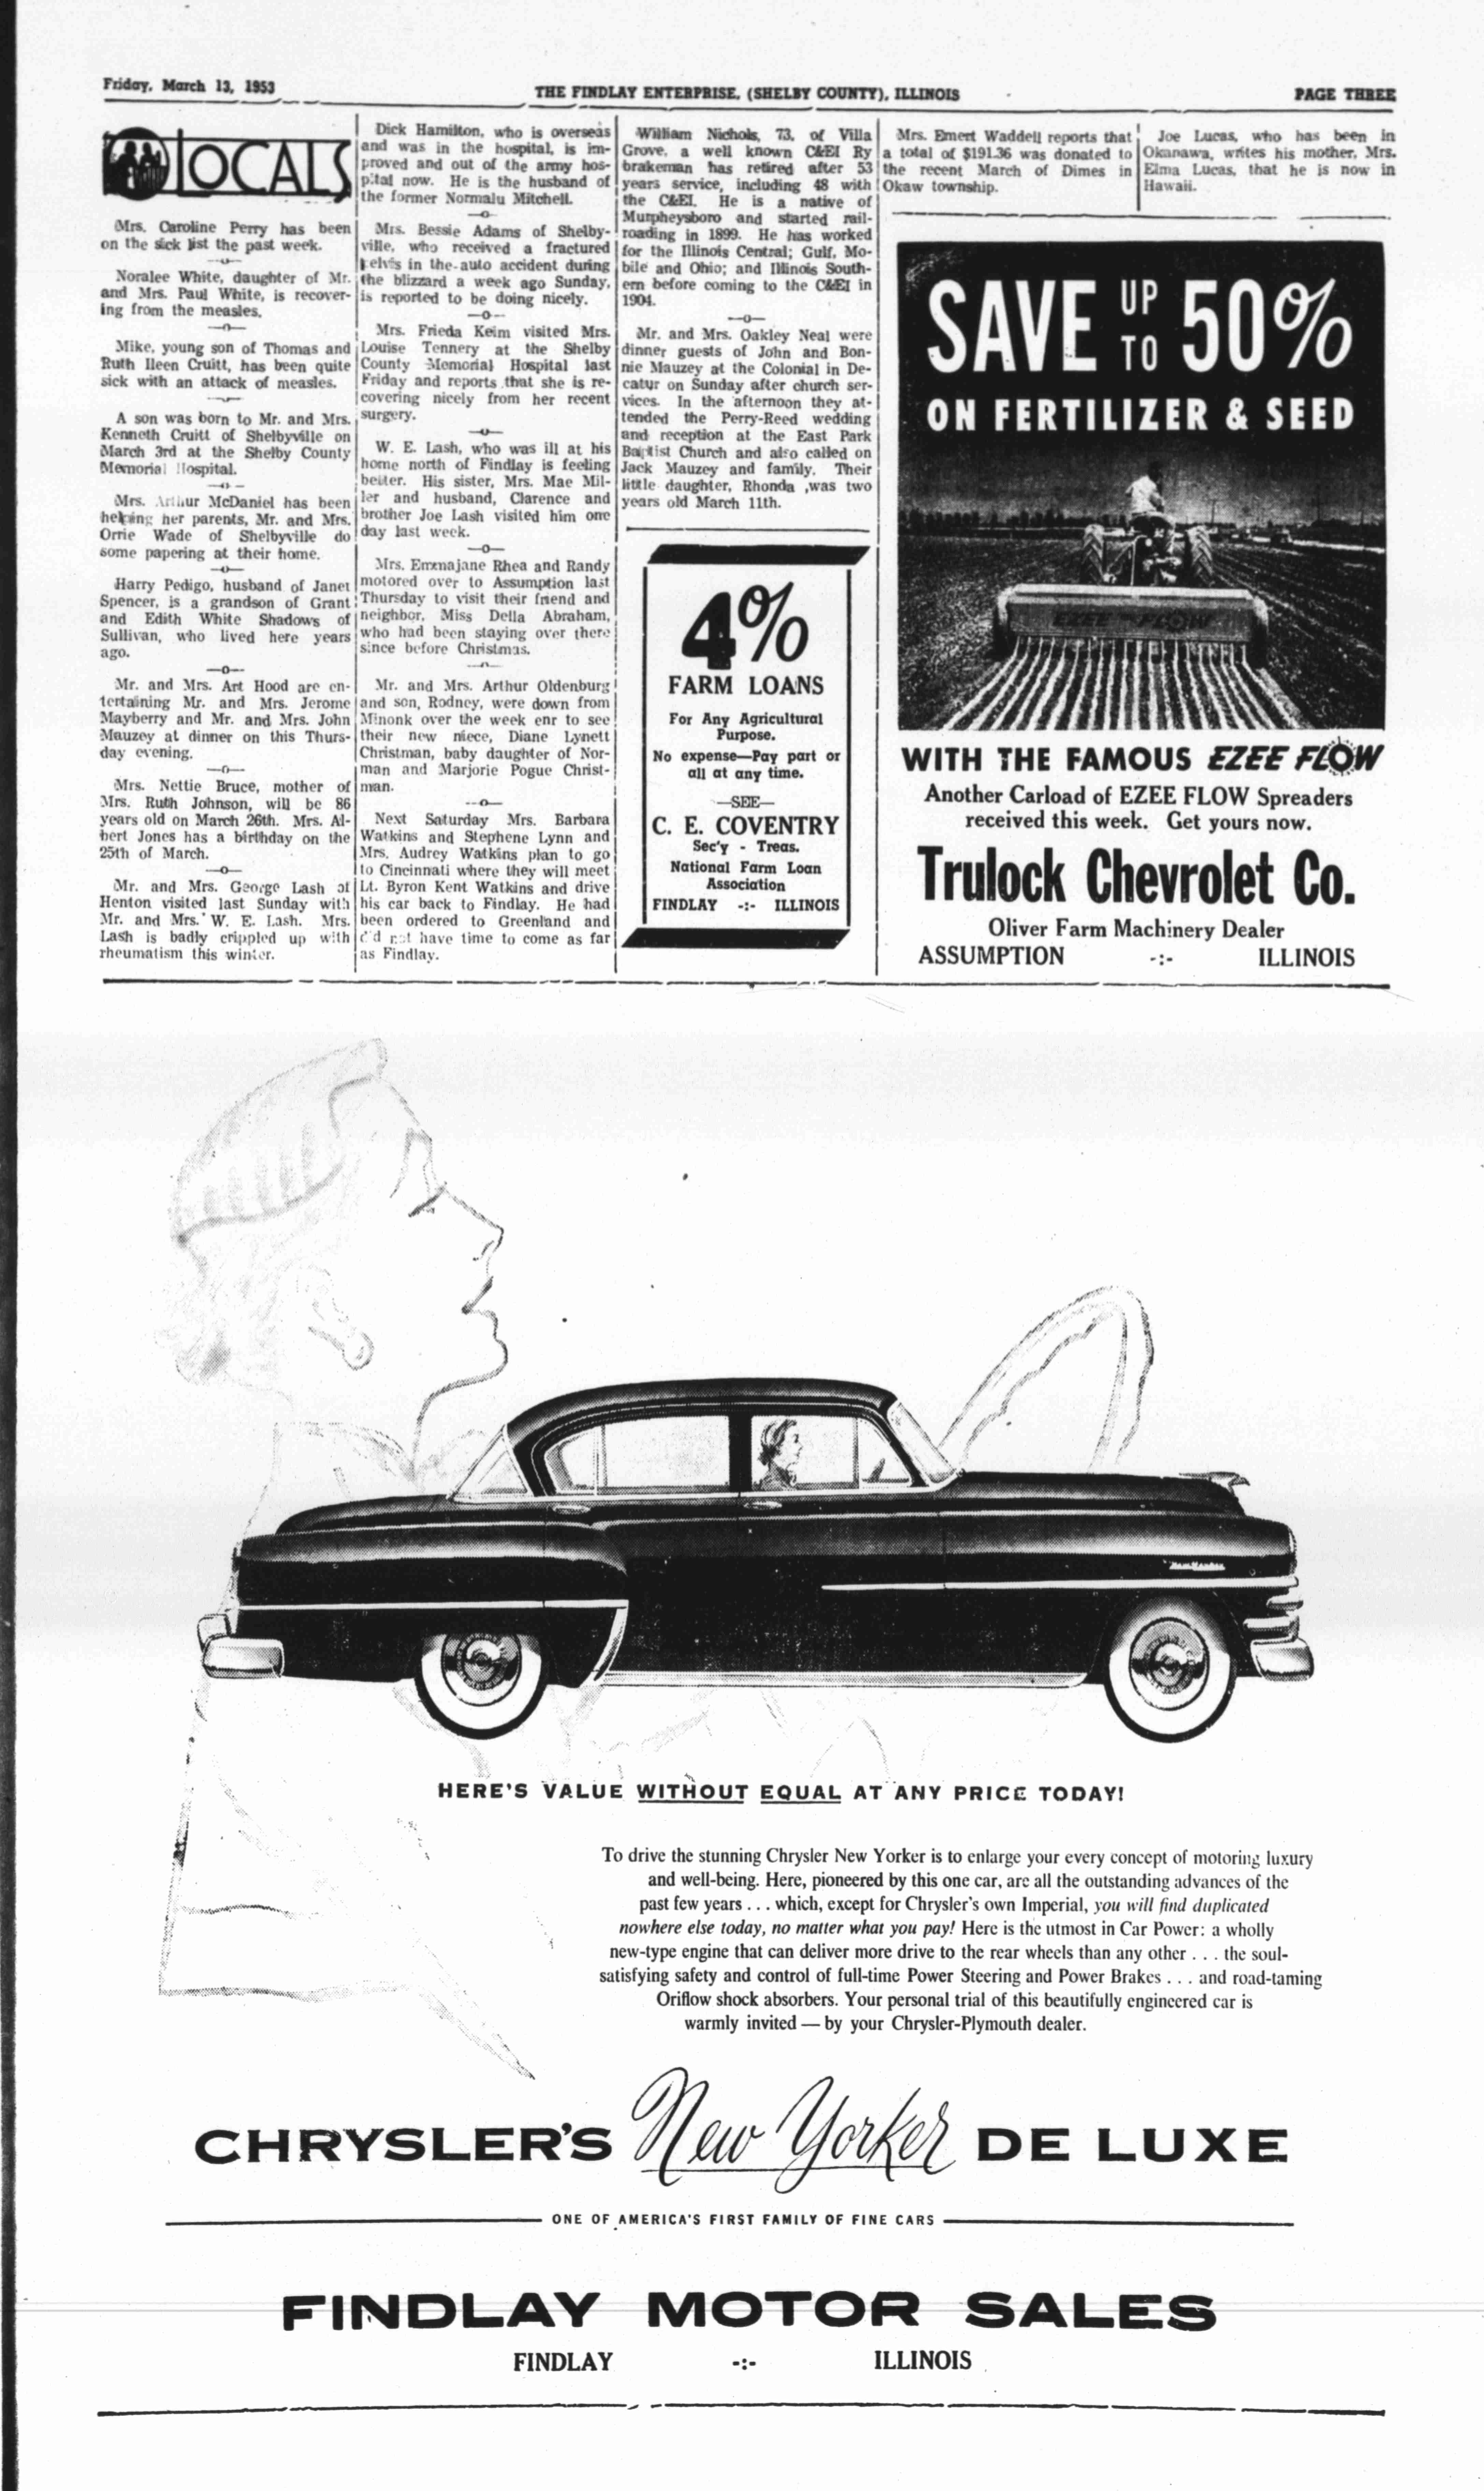 Friday, March 13, 1953
THE FINDLAY ENTERPRISE, (SHELBY COUNTY), ILLINOIS
PAGE THREE
LOCALS
Mrs. Caroline Perry has been
on the sick list the past week.
—o—
Noralee White, daughter of Mr.
and Mrs. Paul White, is recover-
ing from the measles.
—o—
Mike, young son of Thomas and
Ruth Ileen Cruitt, has been quite
sick with an attack of measles.
—o—
A son was born to Mr. and Mrs.
Kenneth Cruitt of Shelbyville on
March 3rd at the Shelby County
Memorial Hospital.
—o—
Mrs. Arthur McDaniel has been
helping her parents, Mr. and Mrs.
Orrie Wade of Shelbyville do
some papering at their home.
—o—
Harry Pedigo, husband of Janet
Spencer, is a grandson of Grant
and Edith White Shadows of
Sullivan, who lived here years
ago.
—o—
Mr. and Mrs. Art Hood are en-
tertaining Mr. and Mrs. Jerome
Mayberry and Mr. and Mrs. John
Mauzey at dinner on this Thurs-
day evening.
—o—
Mrs. Nettie Bruce, mother of
Mrs. Ruth Johnson, will be 86
years old on March 26th. Mrs. Al-
bert Jones has a birthday on the
25th of March.
—o—
Mr. and Mrs. George Lash of
Henton visited last Sunday with
Mr. and Mrs. W. E. Lash. Mrs.
Lash is badly crippled up with
rheumatism this winter.
Dick Hamilton, who is overseas
and was in the hospital, is im-
proved and out of the army hos-
pital now. He is the husband of
the former Normalu Mitchell.
—o—
Mrs. Bessie Adams of Shelby-
ville, who received a fractured
pelvis in the auto accident during
the blizzard a week ago Sunday,
is reported to be doing nicely.
—o—
Mrs. Frieda Keim visited Mrs.
Louise Tennery at the Shelby
County Memorial Hospital last
Friday and reports that she is re-
covering nicely from her recent
surgery.
—o—
W. E. Lash, who was ill at his
home north of Findlay is feeling
better. His sister, Mrs. Mae Mil-
ler and husband, Clarence and
brother Joe Lash visited him one
day last week.
—o—
Mrs. Emmajane Rhea and Randy
motored over to Assumption last
Thursday to visit their friend and
neighbor, Miss Della Abraham,
who had been staying over there
since before Christmas.
—o—
Mr. and Mrs. Arthur Oldenburg
and son, Rodney, were down from
Minonk over the week enr to see
their new niece, Diane Lynett
Christman, baby daughter of Nor-
man and Marjorie Pogue Christ-
man.
—o—
Next Saturday Mrs. Barbara
Watkins and Stephene Lynn and
Mrs. Audrey Watkins plan to go
to Cincinnati where they will meet
Lt. Byron Kent Watkins and drive
his car back to Findlay. He had
been ordered to Greenland and
did not have time to come as far
as Findlay.
William Nichols, 73, of Villa
Grove, a well known C&EI Ry
brakeman has retired after 53
years service, including 48 with
the C&EI. He is a native of
Murpheysboro and started rail-
roading in 1899. He has worked
for the Illinois Central; Gulf, Mo-
bile and Ohio; and Illinois South-
ern before coming to the C&EI in
1904.
—o—
Mr. and Mrs. Oakley Neal were
dinner guests of John and Bon-
nie Mauzey at the Colonial in De-
catur on Sunday after church ser-
vices. In the afternoon they at-
tended the Perry-Reed wedding
and reception at the East Park
Baptist Church and also called on
Jack Mauzey and family. Their
little daughter, Rhonda ,was two
years old March 11th.
4%
FARM LOANS
For Any Agricultural
Purpose.
No expense—Pay part or
all at any time.
—SEE—
C. E. COVENTRY
Sec'y - Treas.
National Farm Loan
Association
FINDLAY -:- ILLINOIS
Mrs. Emert Waddell reports that
a total of $191.36 was donated to
the recent March of Dimes in
Okaw township.
Joe Lucas, who has been in
Okanawa, writes his mother, Mrs.
Elma Lucas, that he is now in
Hawaii.
SAVE UP TO 50%
ON FERTILIZER & SEED
EZEE FLOW
WITH THE FAMOUS EZEE FLOW
Another Carload of EZEE FLOW Spreaders
received this week. Get yours now.
Trulock Chevrolet Co.
Oliver Farm Machinery Dealer
ASSUMPTION -:- ILLINOIS
New Yorker
HERE'S VALUE WITHOUT EQUAL AT ANY PRICE TODAY!
To drive the stunning Chrysler New Yorker is to enlarge your every concept of motoring luxury
and well-being. Here, pioneered by this one car, are all the outstanding advances of the
past few years . . . which, except for Chrysler's own Imperial, you will find duplicated
nowhere else today, no matter what you pay! Here is the utmost in Car Power: a wholly
new-type engine that can deliver more drive to the rear wheels than any other . . . the soul-
satisfying safety and control of full-time Power Steering and Power Brakes . . . and road-taming
Oriflow shock absorbers. Your personal trial of this beautifully engineered car is
warmly invited — by your Chrysler-Plymouth dealer.
CHRYSLER'S New Yorker DE LUXE
ONE OF AMERICA'S FIRST FAMILY OF FINE CARS
FINDLAY MOTOR SALES
FINDLAY -:- ILLINOIS